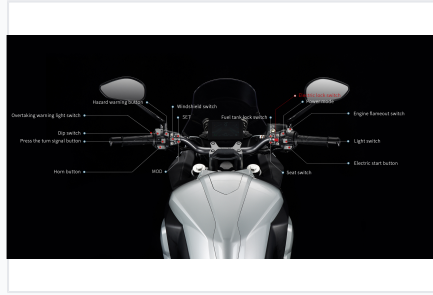 Hazard warning button
Windshield switch
Power mode
Overtaking warning light switch
SET
Fuel tank lock switch
Engine flameout switch
Dip switch
Press the turn signal button
Light switch
Horn button
MOD
Seat switch
Electric start button